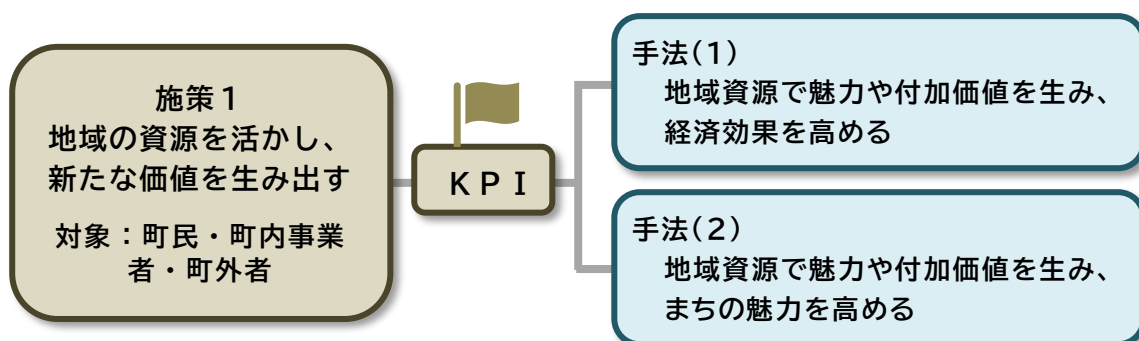 施策１
地域の資源を活かし、
新たな価値を生み出す
対象：町民・町内事業
者・町外者
ＫＰＩ
手法(１)
地域資源で魅力や付加価値を生み、
経済効果を高める
手法(２)
地域資源で魅力や付加価値を生み、
まちの魅力を高める